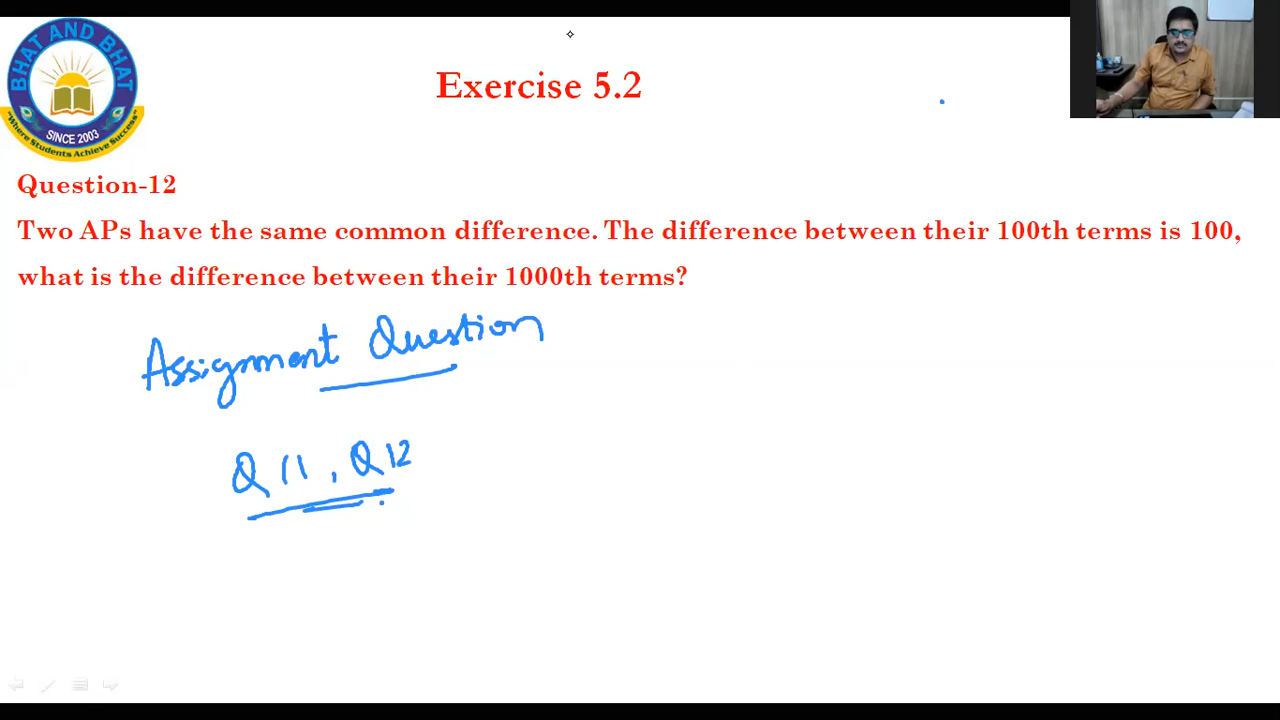 BHAT AND BHAT
SINCE 2003
"Where Students Achieve Success"
Exercise 5.2
Question-12
Two APs have the same common difference. The difference between their 100th terms is 100,
what is the difference between their 1000th terms?
Assignment Question
Q 11 , Q 12